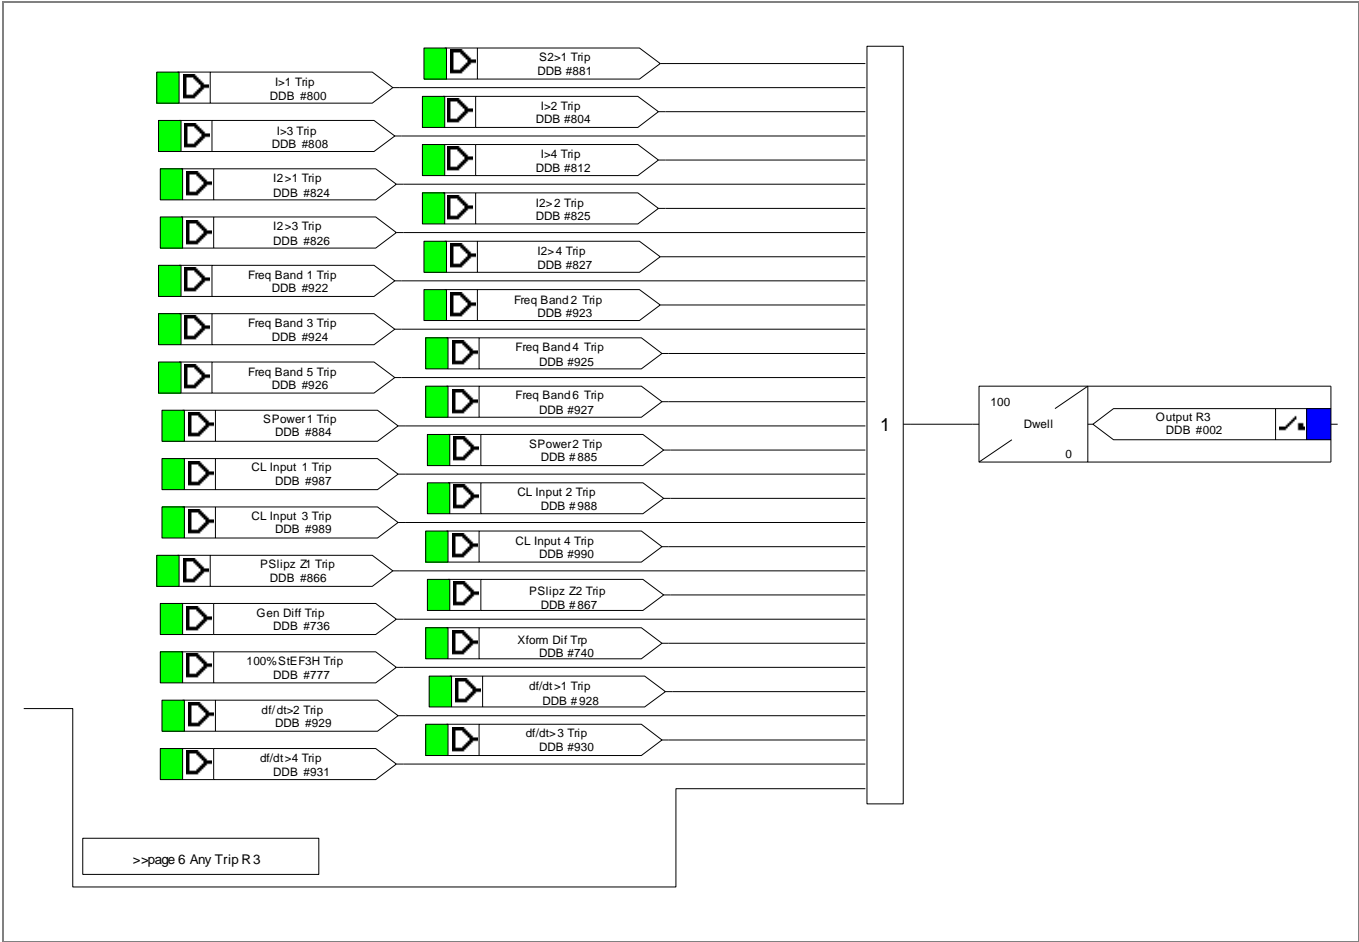 S2>1 Trip
DDB #881
I>1 Trip
DDB #800
I>2 Trip
DDB #804
I>3 Trip
DDB #808
I>4 Trip
DDB #812
I2>1 Trip
DDB #824
I2>2 Trip
DDB #825
I2>3 Trip
DDB #826
I2>4 Trip
DDB #827
Freq Band 1 Trip
DDB #922
Freq Band 2 Trip
DDB #923
Freq Band 3 Trip
DDB #924
Freq Band 4 Trip
DDB #925
Freq Band 5 Trip
DDB #926
Freq Band 6 Trip
DDB #927
SPower1 Trip
DDB #884
SPower2 Trip
DDB #885
CL Input 1 Trip
DDB #987
CL Input 2 Trip
DDB #988
CL Input 3 Trip
DDB #989
CL Input 4 Trip
DDB #990
PSlipz Z1 Trip
DDB #866
PSlipz Z2 Trip
DDB #867
Gen Diff Trip
DDB #736
Xform Dif Trp
DDB #740
100%StEF3H Trip
DDB #777
df/dt>1 Trip
DDB #928
df/dt>2 Trip
DDB #929
df/dt>3 Trip
DDB #930
df/dt>4 Trip
DDB #931
1
100
Dwell
0
Output R3
DDB #002
>>page 6 Any Trip R3